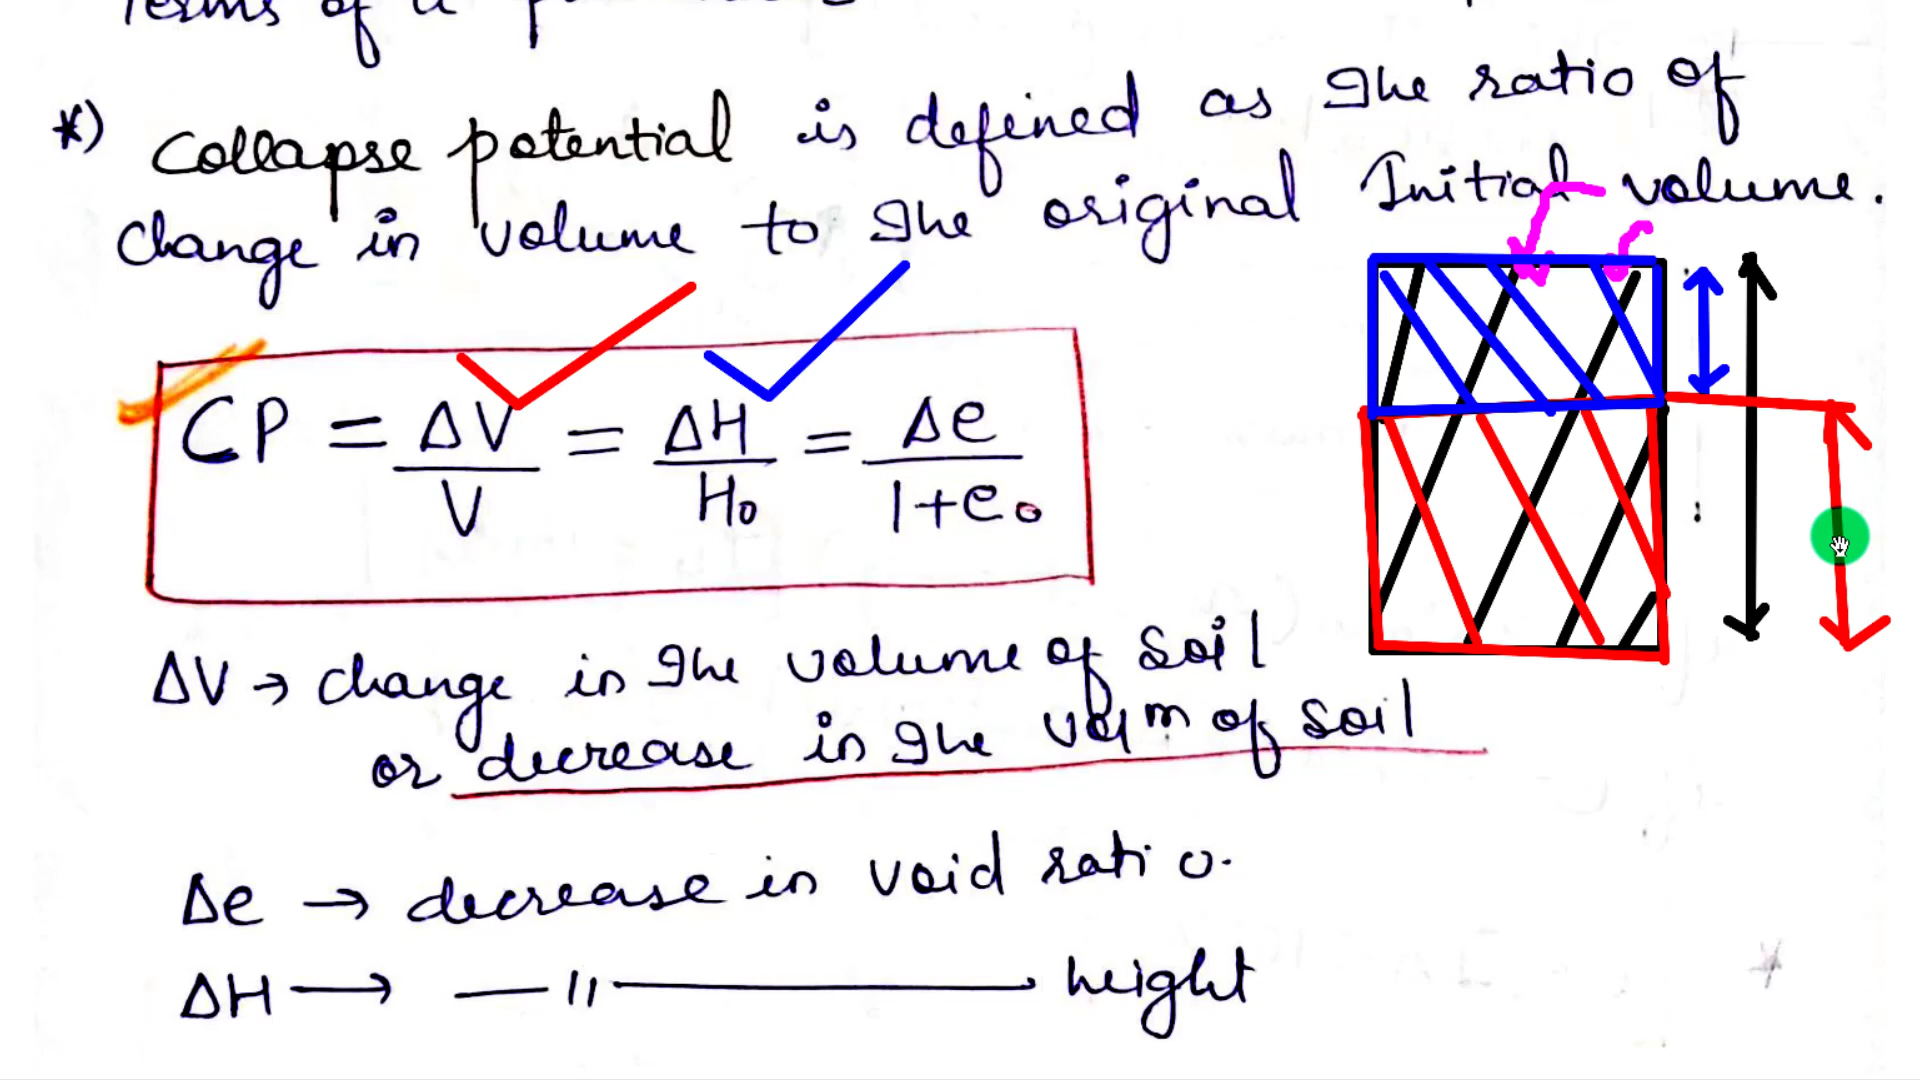 Terms of a
*) Collapse potential is defined as the ratio of
change in volume to the original Initial volume.
CP = ΔV/V = ΔH/H₀ = Δe/1+e₀
ΔV → change in the volume of soil
or decrease in the volm of soil
Δe → decrease in void ratio.
ΔH → — 〃 — height